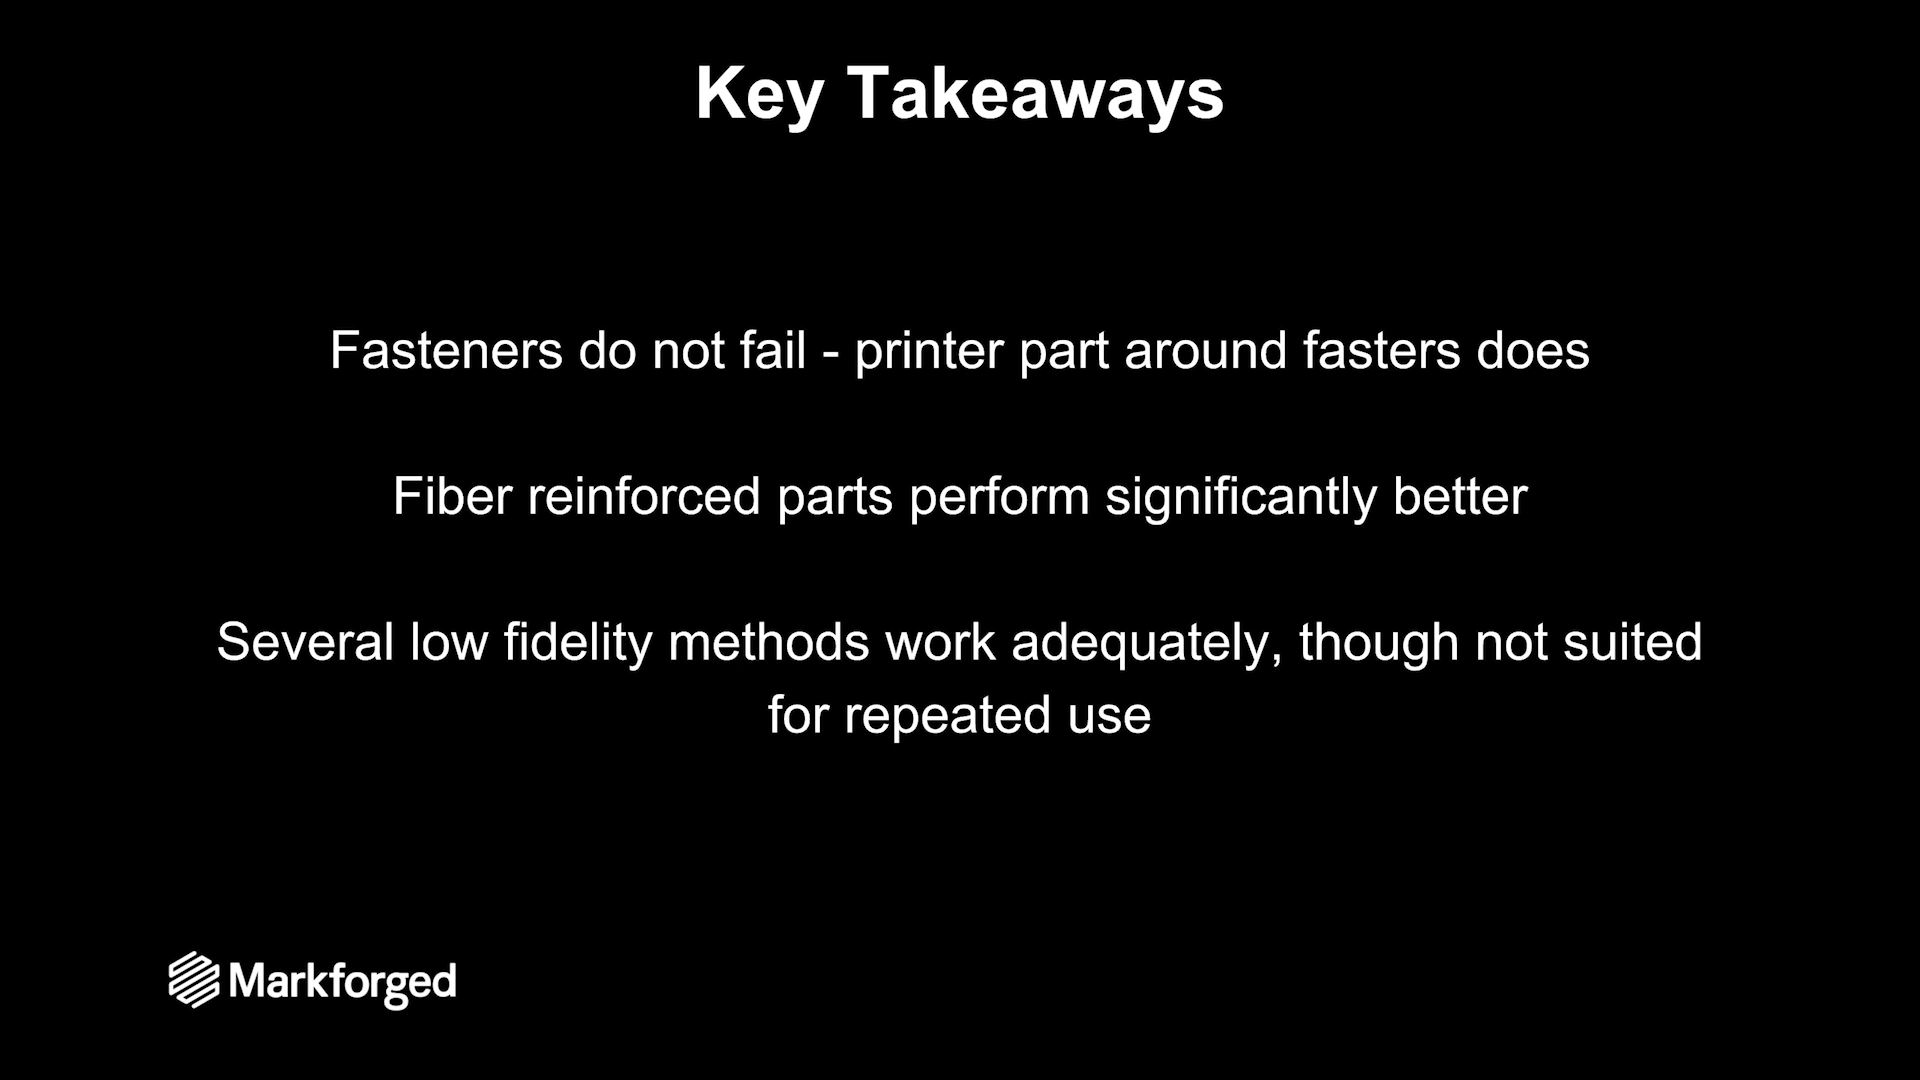 Key Takeaways
Fasteners do not fail - printer part around fasters does
Fiber reinforced parts perform significantly better
Several low fidelity methods work adequately, though not suited
for repeated use
Markforged